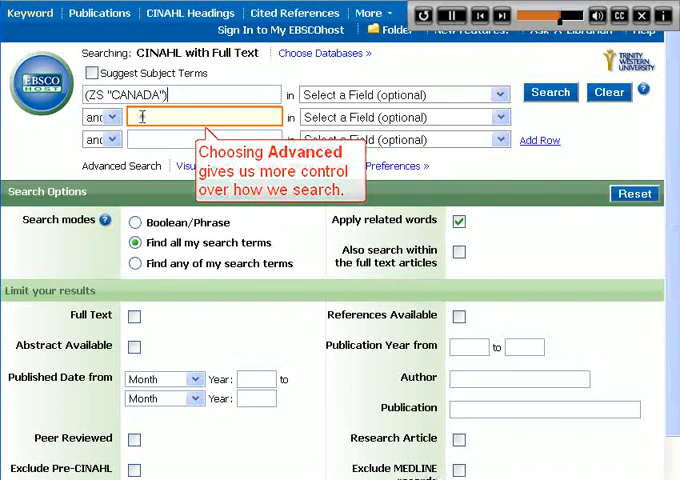 Keyword Publications CINAHL Headings Cited References More
CC
Sign In to My EBSCOhost Folder New Features! Ask-A-Librarian Help
Searching: CINAHL with Full Text Choose Databases »
Suggest Subject Terms
EBSCO
HOST
TRINITY
WESTERN
UNIVERSITY
(ZS "CANADA") in Select a Field (optional) Search Clear
and in Select a Field (optional)
and in Select a Field (optional) Add Row
Choosing Advanced
gives us more control
over how we search.
Advanced Search Visu Preferences »
Search Options Reset
Search modes Boolean/Phrase
Find all my search terms
Find any of my search terms
Apply related words
Also search within
the full text articles
Limit your results
Full Text References Available
Abstract Available Publication Year from to
Published Date from Month Year: to
Month Year:
Author
Publication
Peer Reviewed Research Article
Exclude Pre-CINAHL Exclude MEDLINE
records